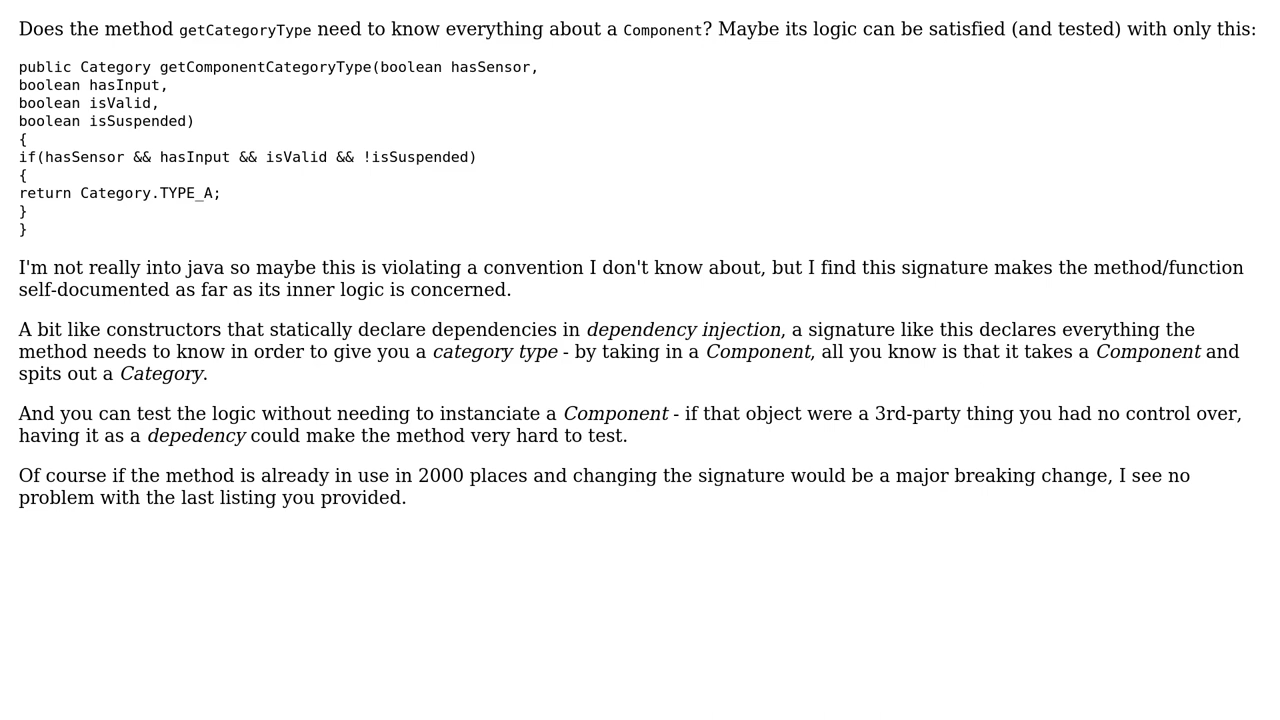 Does the method getCategoryType need to know everything about a Component? Maybe its logic can be satisfied (and tested) with only this:
public Category getComponentCategoryType(boolean hasSensor,
boolean hasInput,
boolean isValid,
boolean isSuspended)
{
if(hasSensor && hasInput && isValid && !isSuspended)
{
return Category.TYPE_A;
}
}
I'm not really into java so maybe this is violating a convention I don't know about, but I find this signature makes the method/function
self-documented as far as its inner logic is concerned.
A bit like constructors that statically declare dependencies in dependency injection, a signature like this declares everything the
method needs to know in order to give you a category type - by taking in a Component, all you know is that it takes a Component and
spits out a Category.
And you can test the logic without needing to instanciate a Component - if that object were a 3rd-party thing you had no control over,
having it as a depedency could make the method very hard to test.
Of course if the method is already in use in 2000 places and changing the signature would be a major breaking change, I see no
problem with the last listing you provided.